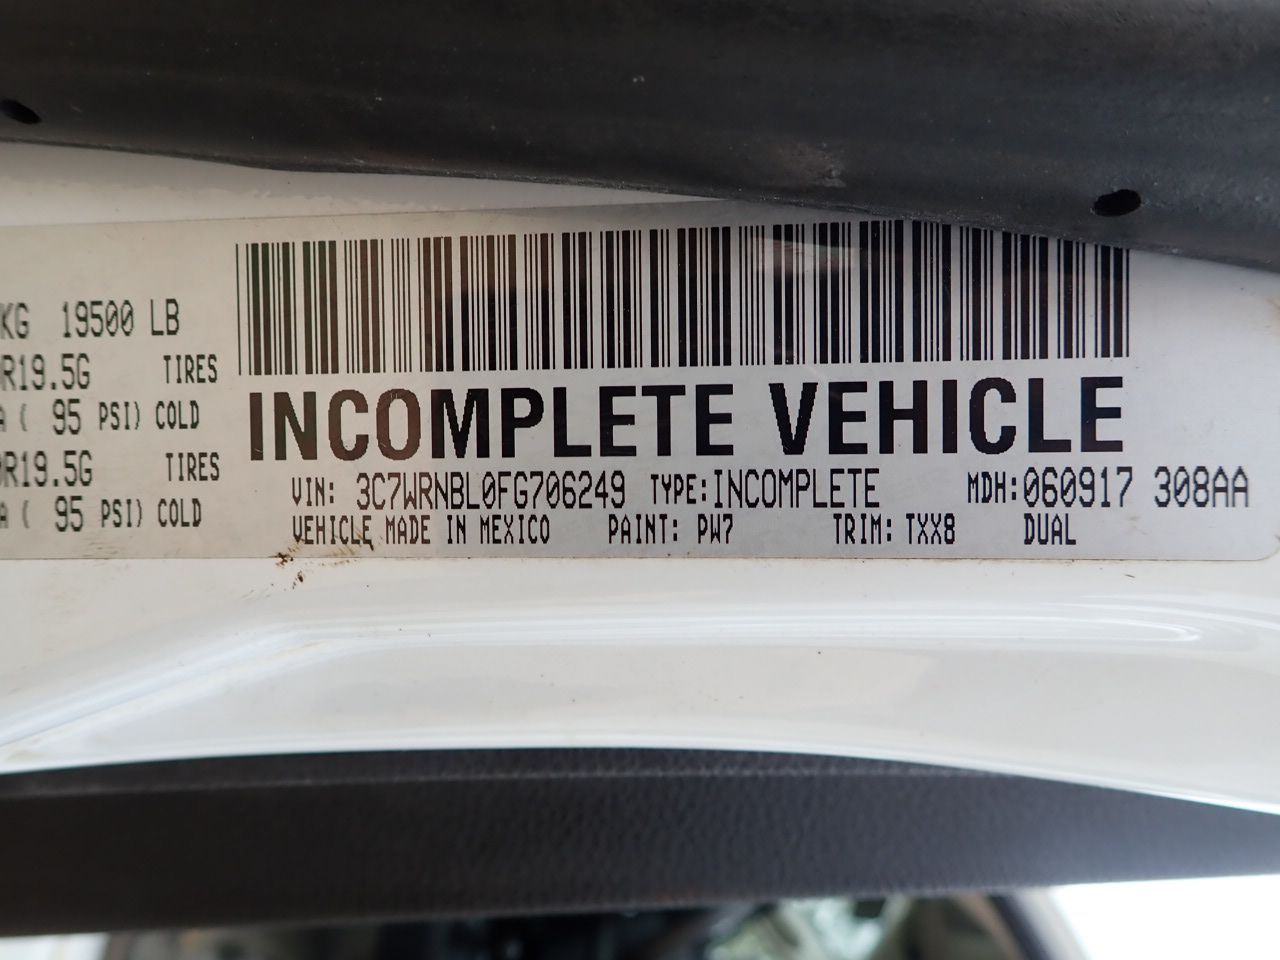 KG 19500 LB
R19.5G TIRES
A ( 95 PSI) COLD
R19.5G TIRES
A ( 95 PSI) COLD
INCOMPLETE VEHICLE
VIN: 3C7WRNBL0FG706249 TYPE: INCOMPLETE MDH: 060917 308AA
VEHICLE MADE IN MEXICO PAINT: PW7 TRIM: TXX8 DUAL